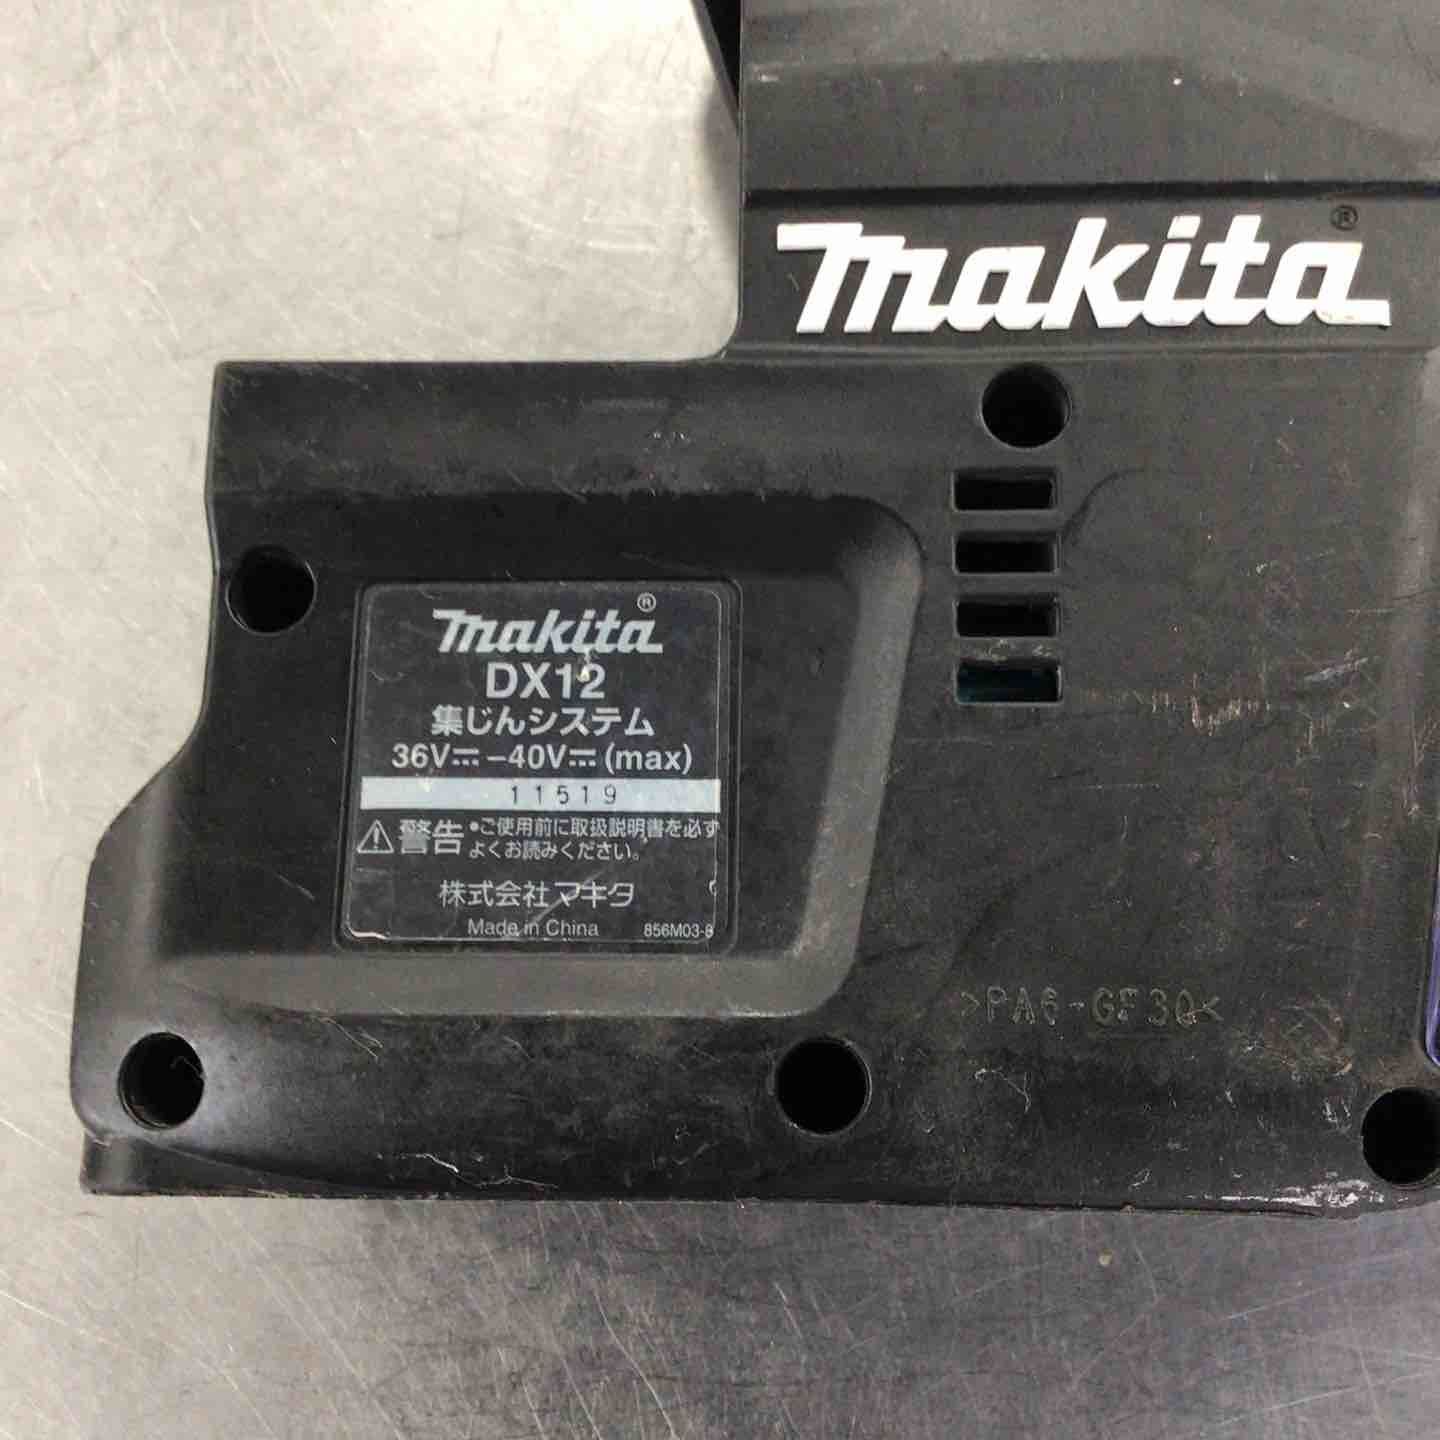 makita®
makita®
DX12
集じんシステム
36V⎓–40V⎓(max)
11519
⚠警告 •ご使用前に取扱説明書を必ず
よくお読みください。
株式会社マキタ
Made in China 856M03-8
>PA6-GF30<